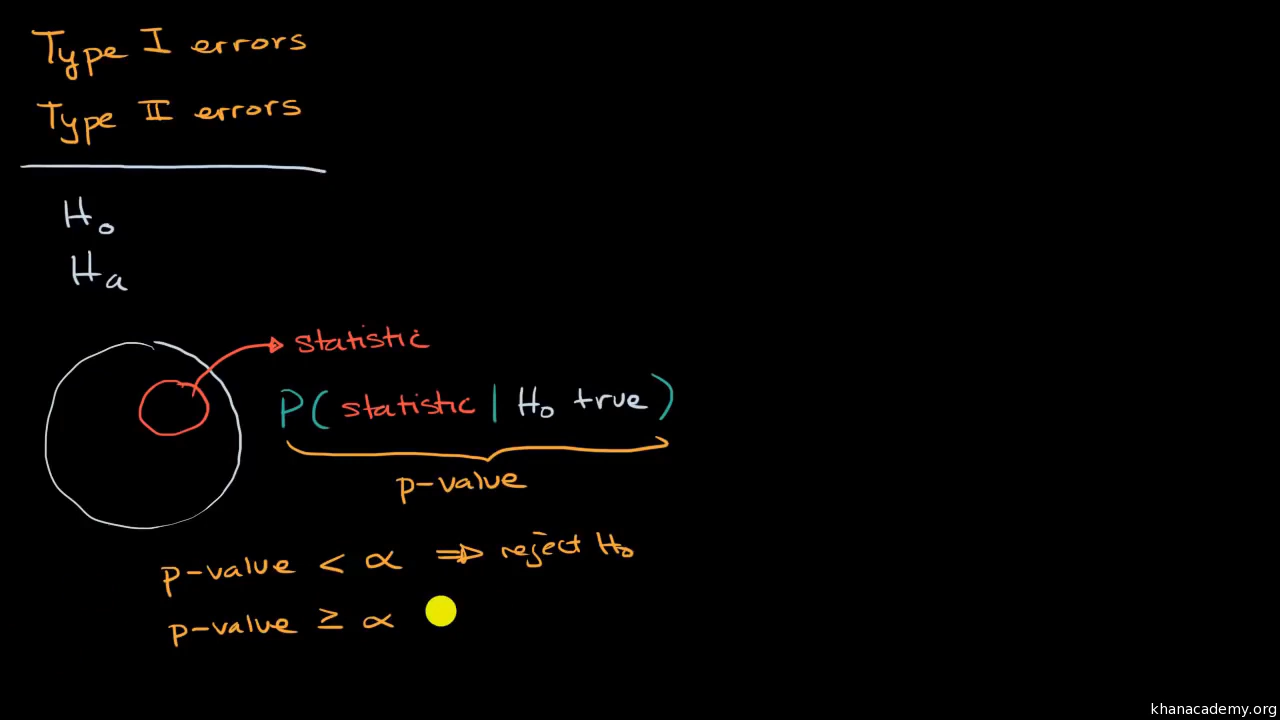 Type I errors
Type II errors
H₀
Hₐ
statistic
P(statistic | H₀ true)
p-value
p-value < α ⇒ reject H₀
p-value ≥ α
khanacademy.org